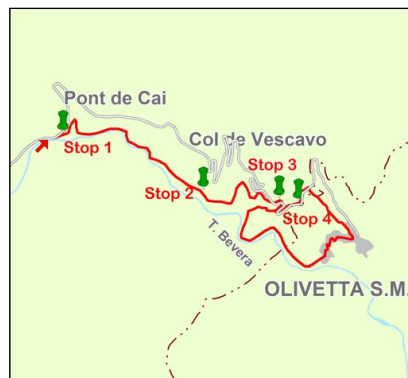 Pont de Cai
Stop 1
Col de Vescavo
Stop 3
Stop 2
Stop 4
T. Bevera
OLIVETTA S.M.